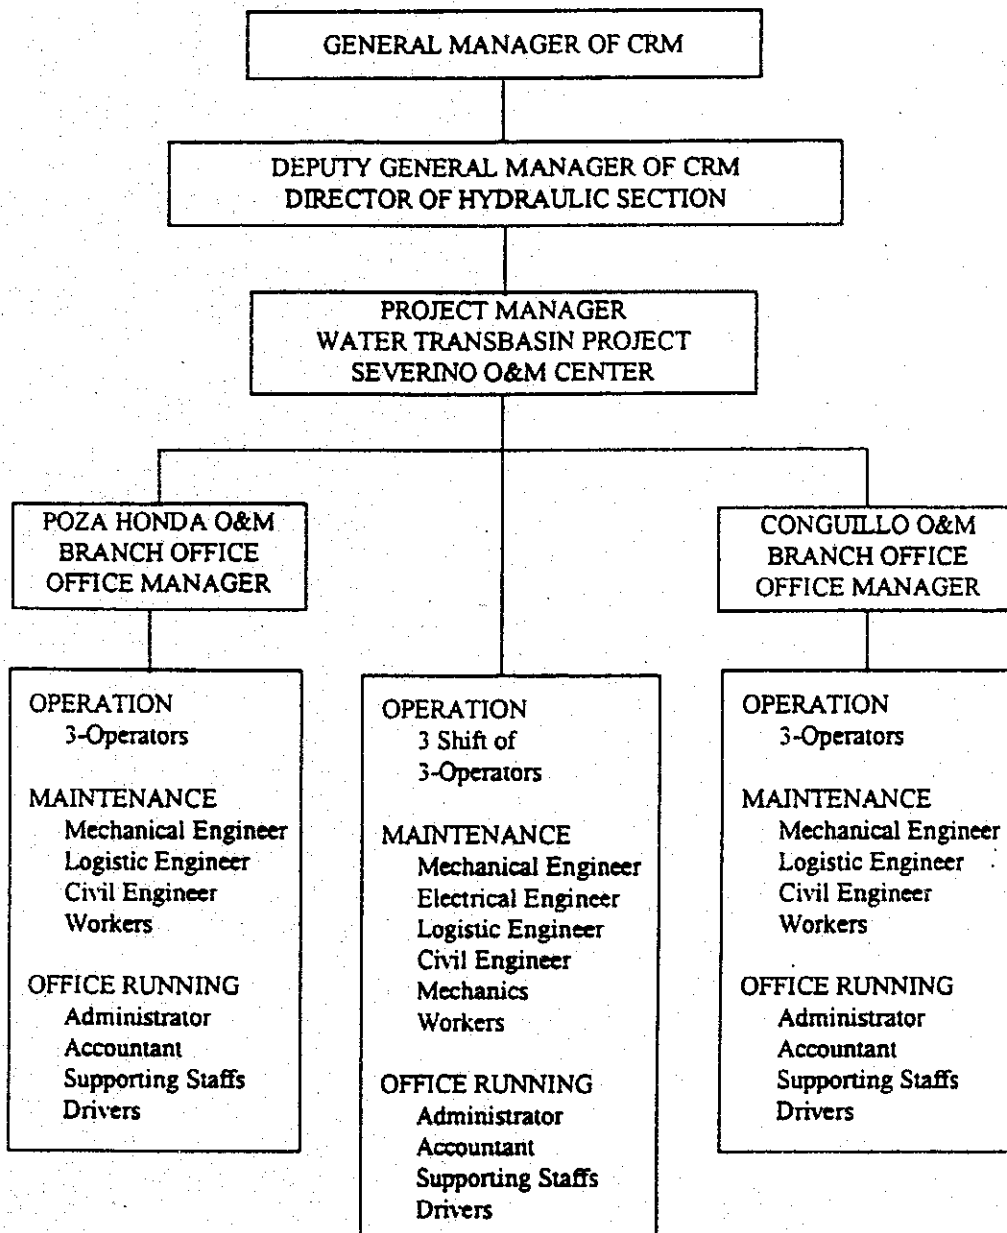 GENERAL MANAGER OF CRM
DEPUTY GENERAL MANAGER OF CRM
DIRECTOR OF HYDRAULIC SECTION
PROJECT MANAGER
WATER TRANSBASIN PROJECT
SEVERINO O&M CENTER
POZA HONDA O&M
BRANCH OFFICE
OFFICE MANAGER
CONGUILLO O&M
BRANCH OFFICE
OFFICE MANAGER
OPERATION
3-Operators
MAINTENANCE
Mechanical Engineer
Logistic Engineer
Civil Engineer
Workers
OFFICE RUNNING
Administrator
Accountant
Supporting Staffs
Drivers
OPERATION
3 Shift of
3-Operators
MAINTENANCE
Mechanical Engineer
Electrical Engineer
Logistic Engineer
Civil Engineer
Mechanics
Workers
OFFICE RUNNING
Administrator
Accountant
Supporting Staffs
Drivers
OPERATION
3-Operators
MAINTENANCE
Mechanical Engineer
Logistic Engineer
Civil Engineer
Workers
OFFICE RUNNING
Administrator
Accountant
Supporting Staffs
Drivers